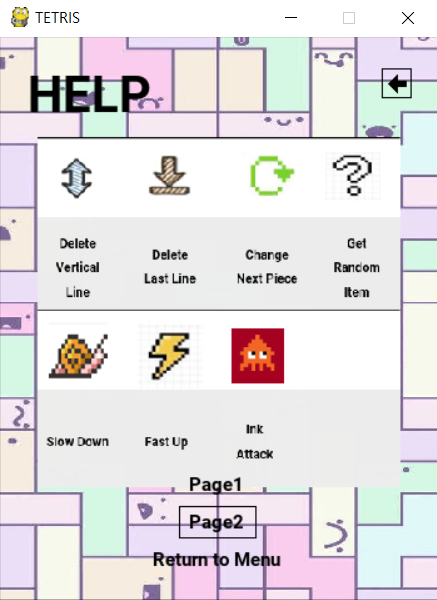 TETRIS
HELP
Delete
Vertical
Line
Delete
Last Line
Change
Next Piece
Get
Random
Item
Slow Down
Fast Up
Ink
Attack
Page1
Page2
Return to Menu